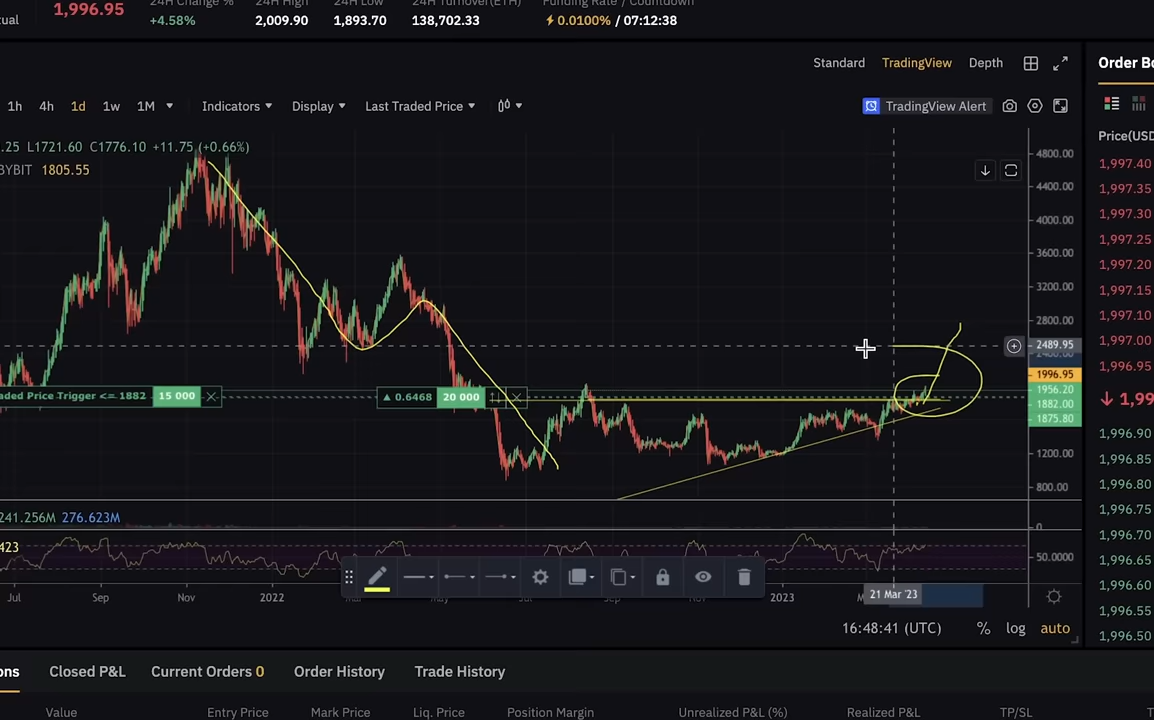 tual
1,996.95
24H Change %
+4.58%
24H High
2,009.90
24H Low
1,893.70
24H Turnover(ETH)
138,702.33
Funding Rate / Countdown
0.0100% / 07:12:38
Standard TradingView Depth
Order Bo
1h 4h 1d 1w 1M Indicators Display Last Traded Price
TradingView Alert
Price(USD
.25 L1721.60 C1776.10 +11.75 (+0.66%)
BYBIT 1805.55
4800.00
4400.00
4000.00
3600.00
3200.00
2800.00
2489.95
2400.00
1996.95
1956.20
1882.00
1875.80
1200.00
800.00
0
50.0000
aded Price Trigger <= 1882 15 000
0.6468 20 000
241.256M 276.623M
423
Jul Sep Nov 2022 Mar May Jul Sep Nov 2023
21 Mar '23
16:48:41 (UTC) % log auto
1,997.40
1,997.35
1,997.30
1,997.25
1,997.20
1,997.15
1,997.10
1,997.00
1,996.95
1,99
1,996.90
1,996.85
1,996.80
1,996.75
1,996.70
1,996.65
1,996.60
1,996.55
1,996.50
ons Closed P&L Current Orders 0 Order History Trade History
Value Entry Price Mark Price Liq. Price Position Margin Unrealized P&L (%) Realized P&L TP/SL